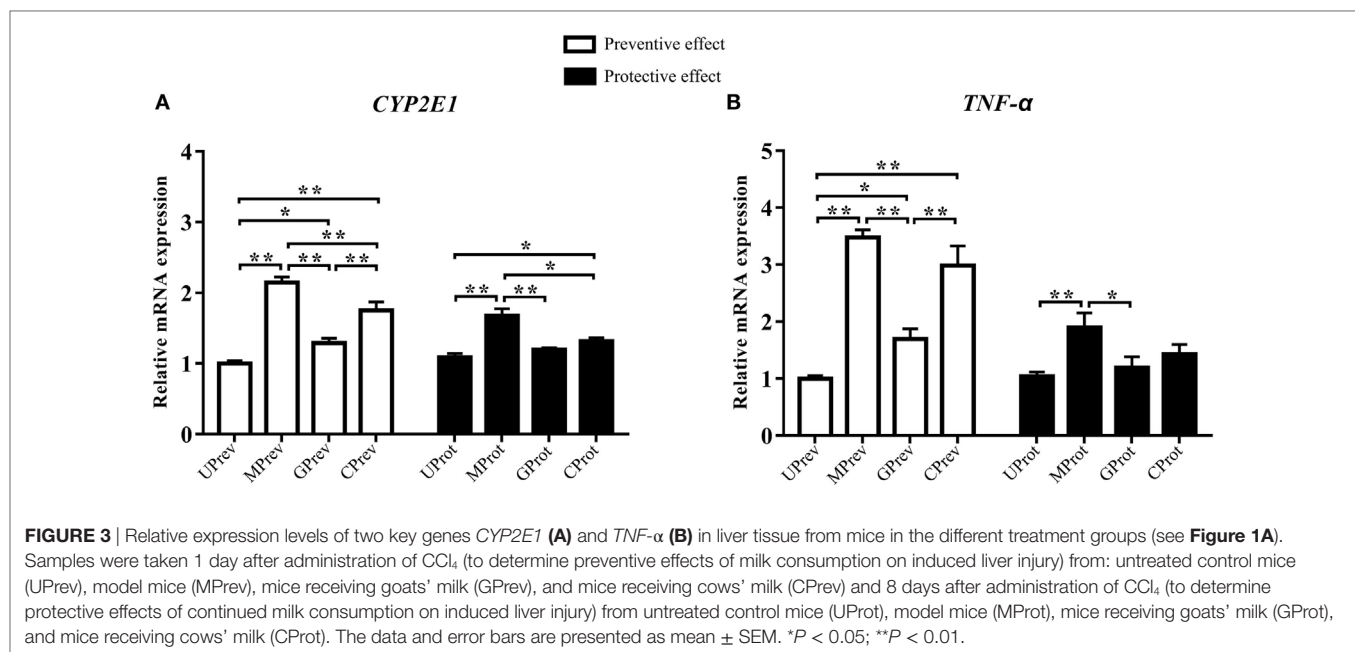 Preventive effect
Protective effect
A
CYP2E1
Relative mRNA expression
4
3
2
1
0
**
*
**
**
**
**
*
*
**
**
UPrev
MPrev
GPrev
CPrev
UProt
MProt
GProt
CProt
B
TNF-α
Relative mRNA expression
5
4
3
2
1
0
**
*
**
**
**
**
*
UPrev
MPrev
GPrev
CPrev
UProt
MProt
GProt
CProt
FIGURE 3 | Relative expression levels of two key genes CYP2E1 (A) and TNF-α (B) in liver tissue from mice in the different treatment groups (see Figure 1A).
Samples were taken 1 day after administration of CCl₄ (to determine preventive effects of milk consumption on induced liver injury) from: untreated control mice
(UPrev), model mice (MPrev), mice receiving goats' milk (GPrev), and mice receiving cows' milk (CPrev) and 8 days after administration of CCl₄ (to determine
protective effects of continued milk consumption on induced liver injury) from untreated control mice (UProt), model mice (MProt), mice receiving goats' milk (GProt),
and mice receiving cows' milk (CProt). The data and error bars are presented as mean ± SEM. *P < 0.05; **P < 0.01.